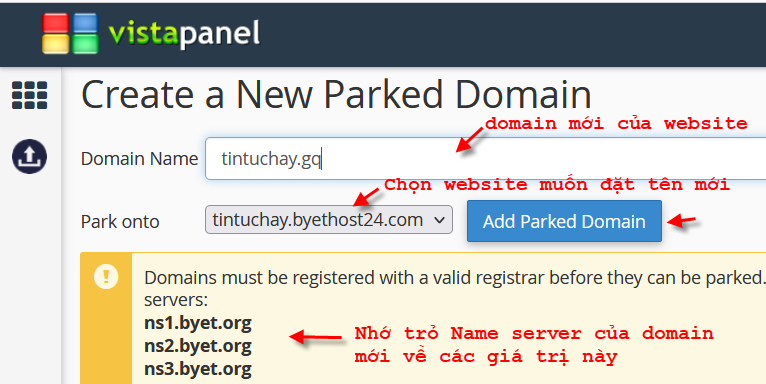 vistapanel
Create a New Parked Domain
domain mới của website
Domain Name tintuchay.gq
Chọn website muốn đặt tên mới
Park onto tintuchay.byethost24.com Add Parked Domain
Domains must be registered with a valid registrar before they can be parked.
servers:
ns1.byet.org
ns2.byet.org
ns3.byet.org
Nhớ trỏ Name server của domain
mới về các giá trị này